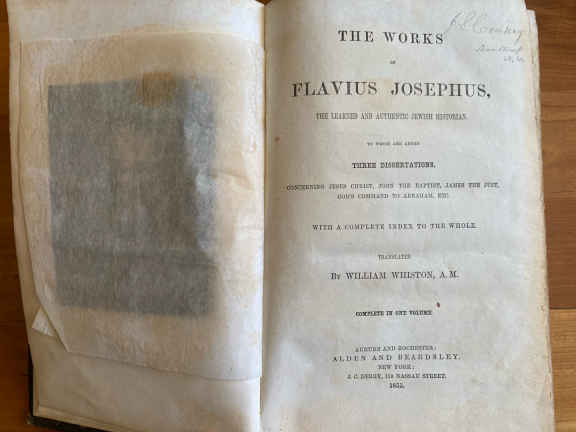 THE WORKS
OF
FLAVIUS JOSEPHUS,
THE LEARNED AND AUTHENTIC JEWISH HISTORIAN.
TO WHICH ARE ADDED
THREE DISSERTATIONS,
CONCERNING JESUS CHRIST, JOHN THE BAPTIST, JAMES THE JUST,
GOD'S COMMAND TO ABRAHAM, ETC.
WITH A COMPLETE INDEX TO THE WHOLE.
TRANSLATED
BY WILLIAM WHISTON, A.M.
COMPLETE IN ONE VOLUME
AUBURN AND ROCHESTER:
ALDEN AND BEARDSLEY.
NEW YORK:
J. C. DERBY, 119 NASSAU STREET.
1855.